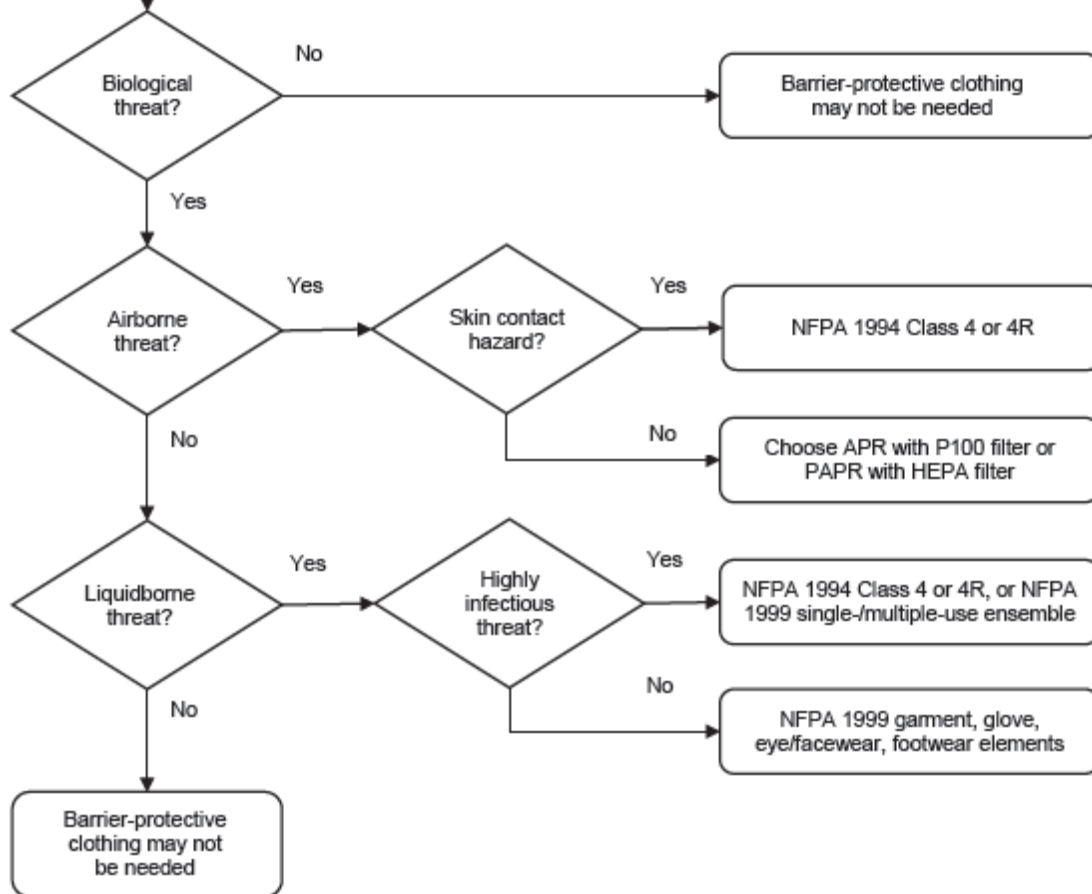 No
Biological
threat?
Barrier-protective clothing
may not be needed
Yes
Airborne
threat?
Yes
Skin contact
hazard?
Yes
NFPA 1994 Class 4 or 4R
No
No
Choose APR with P100 filter or
PAPR with HEPA filter
Liquidborne
threat?
Yes
Highly
infectious
threat?
Yes
NFPA 1994 Class 4 or 4R, or NFPA
1999 single-/multiple-use ensemble
No
No
NFPA 1999 garment, glove,
eye/facewear, footwear elements
Barrier-protective
clothing may not
be needed